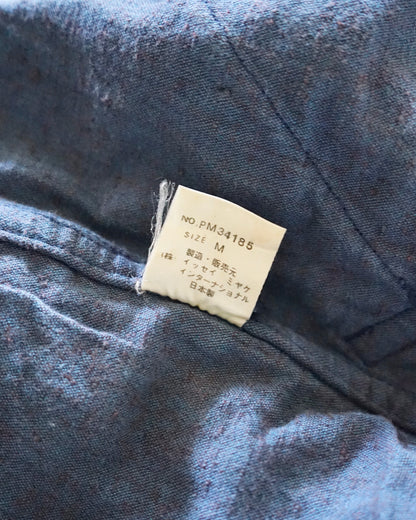 NO.PM34185
SIZE M
製造・販売元
㈱ イッセイ ミヤケ
インターナショナル
日本製